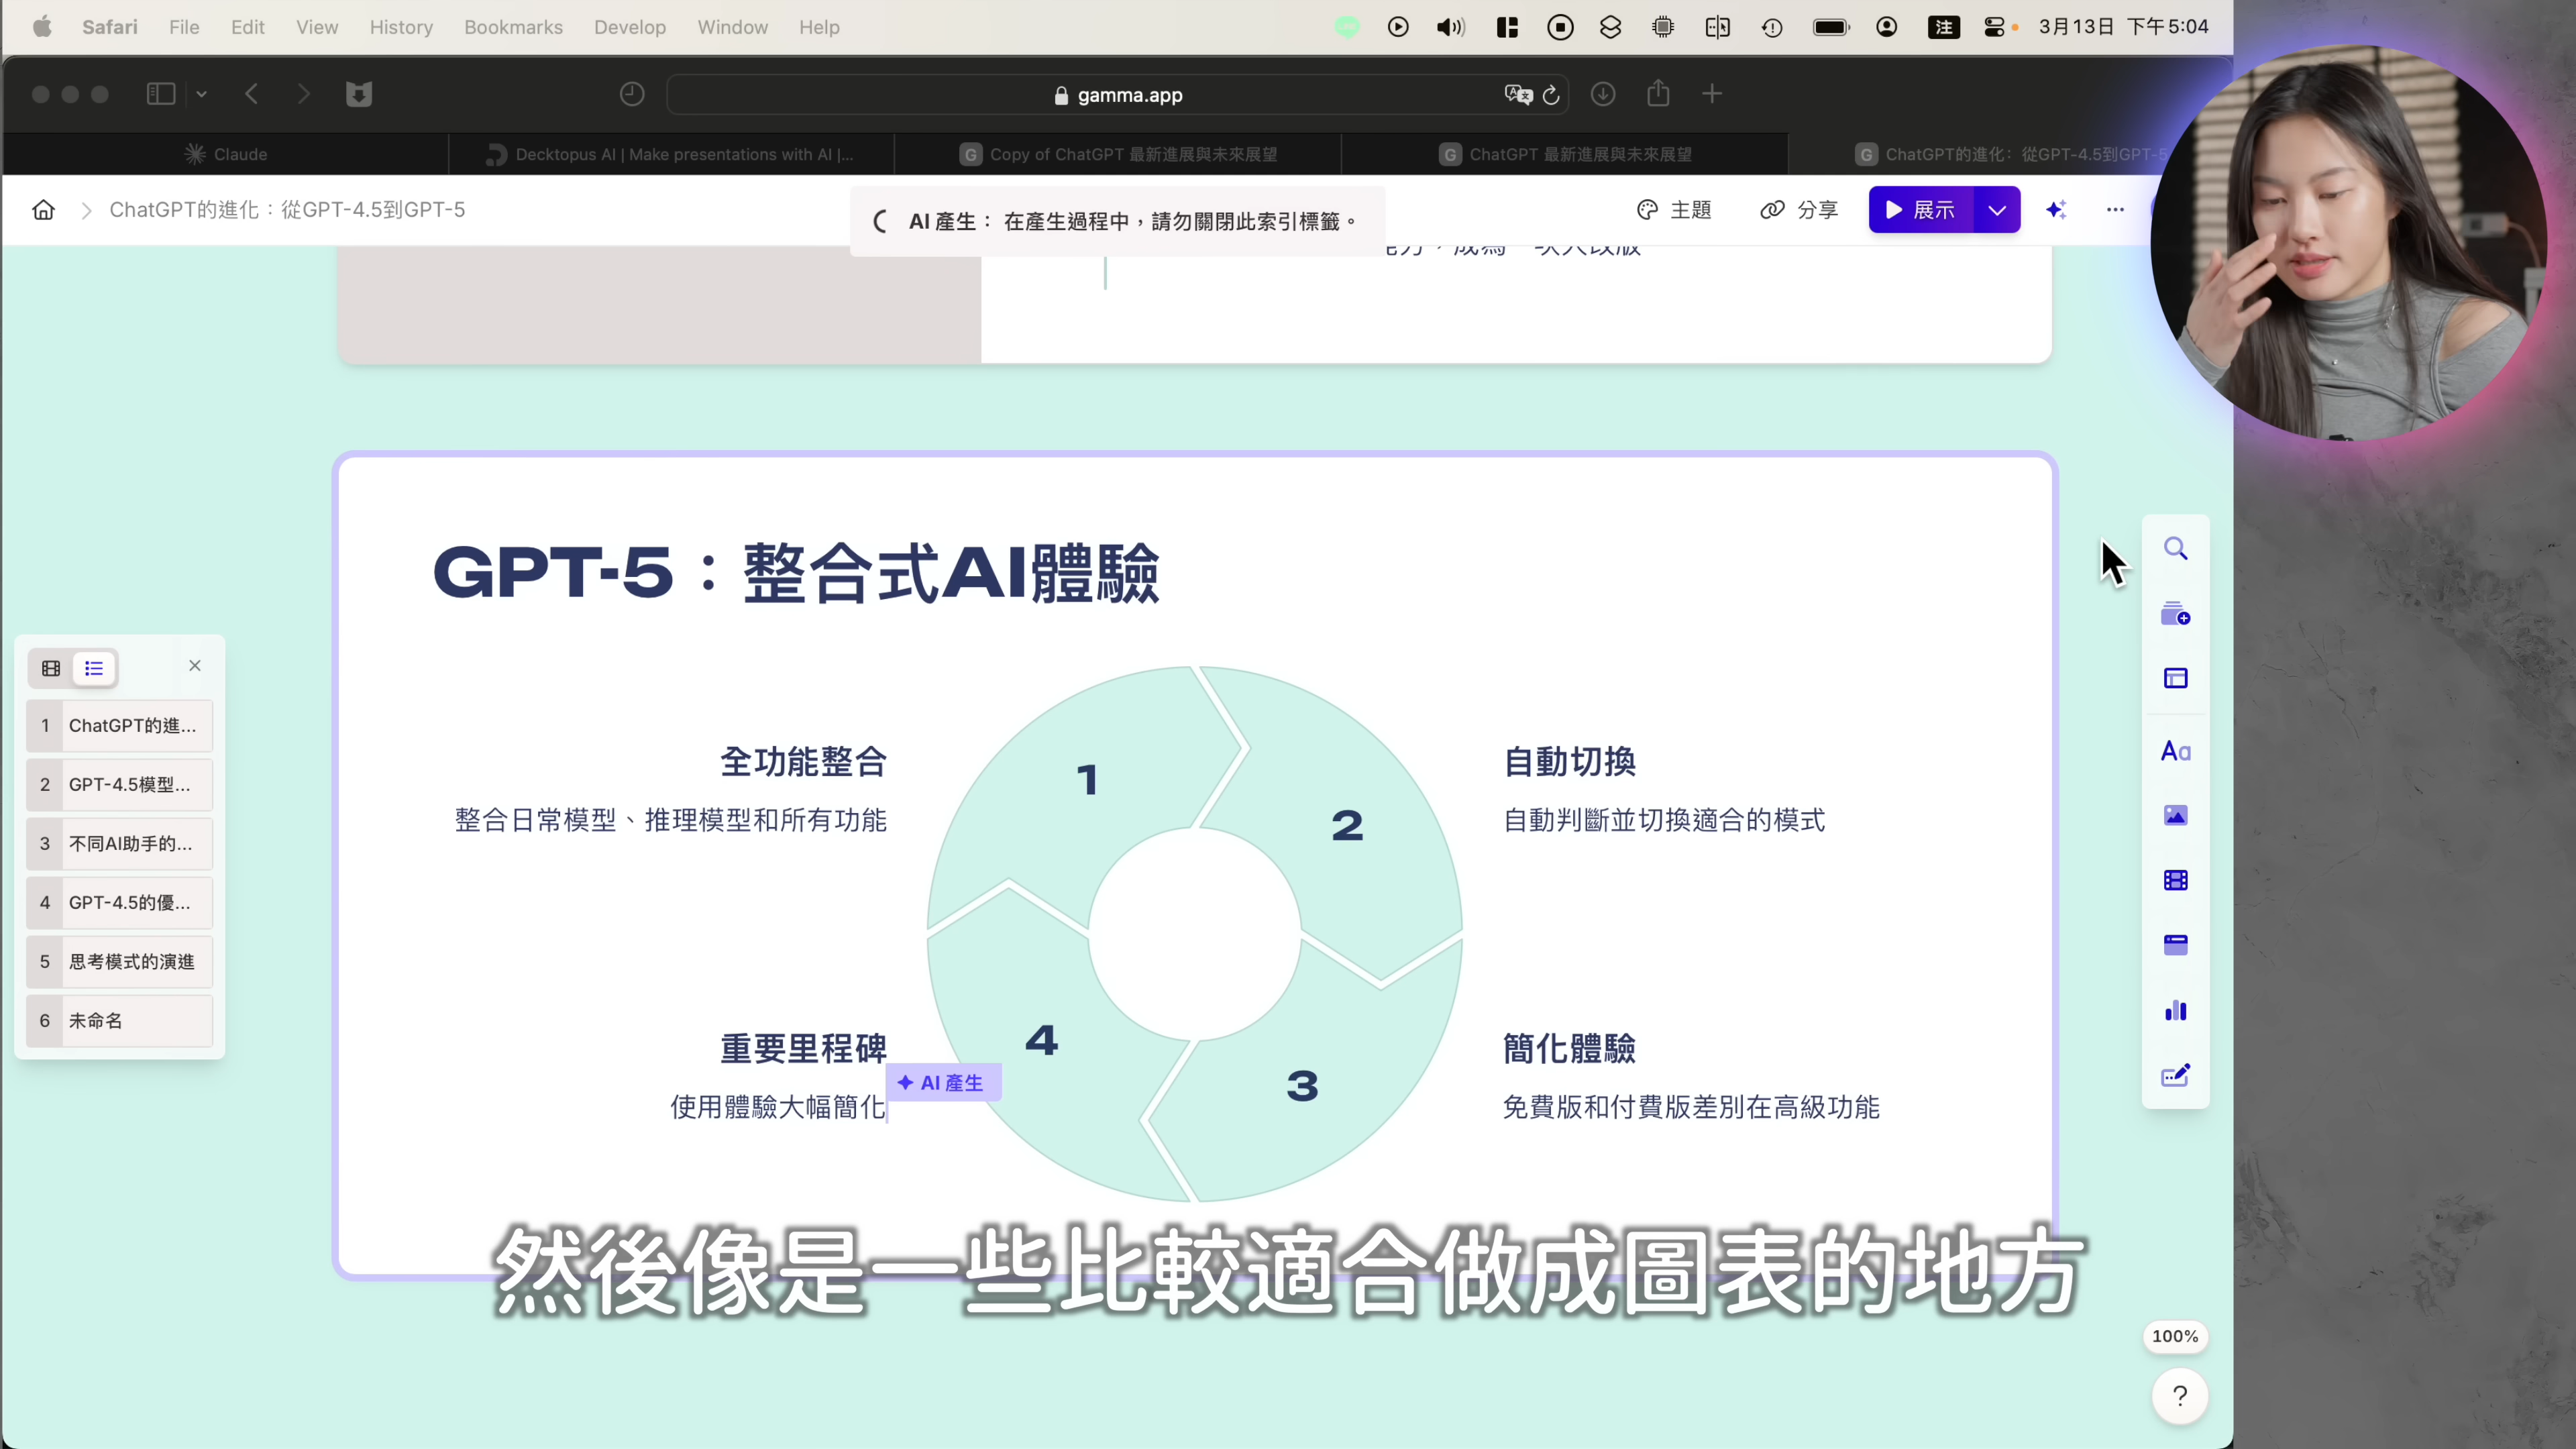 Safari File Edit View History Bookmarks Develop Window Help 注 3月13日 下午5:04
gamma.app
Claude
Decktopus AI | Make presentations with AI |...
G Copy of ChatGPT 最新進展與未來展望
G ChatGPT 最新進展與未來展望
G ChatGPT的進化：從GPT-4.5到GPT-5
ChatGPT的進化：從GPT-4.5到GPT-5
AI 產生： 在產生過程中，請勿關閉此索引標籤。
主題
分享
展示
GPT-5：整合式AI體驗
1 ChatGPT的進...
2 GPT-4.5模型...
3 不同AI助手的...
4 GPT-4.5的優...
5 思考模式的演進
6 未命名
全功能整合
整合日常模型、推理模型和所有功能
1
2
自動切換
自動判斷並切換適合的模式
重要里程碑
AI 產生
使用體驗大幅簡化
4
3
簡化體驗
免費版和付費版差別在高級功能
Aa
然後像是一些比較適合做成圖表的地方
100%
?